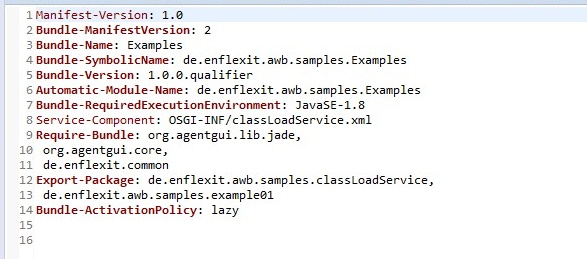 1 Manifest-Version: 1.0
2 Bundle-ManifestVersion: 2
3 Bundle-Name: Examples
4 Bundle-SymbolicName: de.enflexit.awb.samples.Examples
5 Bundle-Version: 1.0.0.qualifier
6 Automatic-Module-Name: de.enflexit.awb.samples.Examples
7 Bundle-RequiredExecutionEnvironment: JavaSE-1.8
8 Service-Component: OSGI-INF/classLoadService.xml
9 Require-Bundle: org.agentgui.lib.jade,
10  org.agentgui.core,
11  de.enflexit.common
12 Export-Package: de.enflexit.awb.samples.classLoadService,
13  de.enflexit.awb.samples.example01
14 Bundle-ActivationPolicy: lazy
15
16